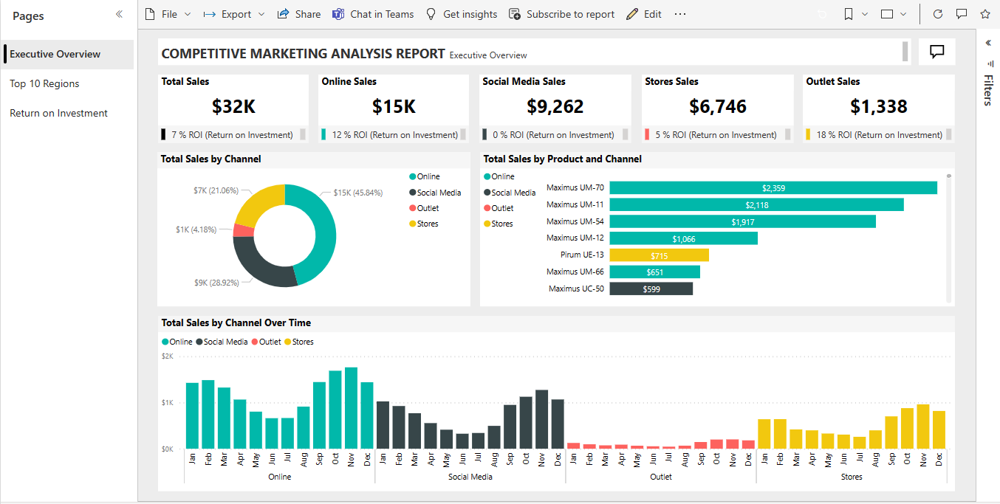 Pages
Executive Overview
Top 10 Regions
Return on Investment
File Export Share Chat in Teams Get insights Subscribe to report Edit ...
COMPETITIVE MARKETING ANALYSIS REPORT Executive Overview
Filters
Total Sales
$32K
7 % ROI (Return on Investment)
Online Sales
$15K
12 % ROI (Return on Investment)
Social Media Sales
$9,262
0 % ROI (Return on Investment)
Stores Sales
$6,746
5 % ROI (Return on Investment)
Outlet Sales
$1,338
18 % ROI (Return on Investment)
Total Sales by Channel
$7K (21.06%)
$15K (45.84%)
$1K (4.18%)
$9K (28.92%)
Online
Social Media
Outlet
Stores
Total Sales by Product and Channel
Online
Social Media
Outlet
Stores
Maximus UM-70 $2,359
Maximus UM-11 $2,118
Maximus UM-54 $1,917
Maximus UM-12 $1,066
Pirum UE-13 $715
Maximus UM-66 $651
Maximus UC-50 $599
Total Sales by Channel Over Time
Online Social Media Outlet Stores
$2K
$1K
$0K
Jan Feb Mar Apr May Jun Jul Aug Sep Oct Nov Dec Jan Feb Mar Apr May Jun Jul Aug Sep Oct Nov Dec Jan Feb Mar Apr May Jun Jul Aug Sep Oct Nov Dec Jan Feb Mar Apr May Jun Jul Aug Sep Oct Nov Dec
Online Social Media Outlet Stores